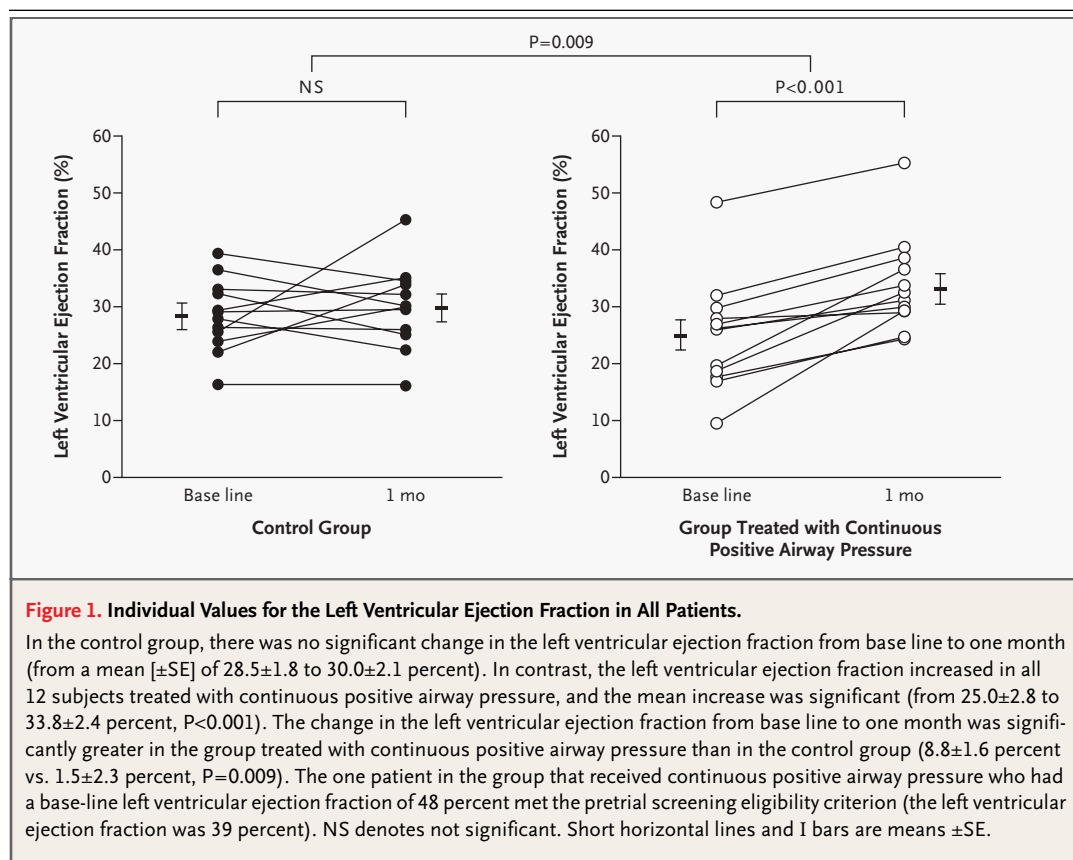 P=0.009
NS
P<0.001
60
50
40
30
20
10
0
Left Ventricular Ejection Fraction (%)
Base line
1 mo
Control Group
60
50
40
30
20
10
0
Left Ventricular Ejection Fraction (%)
Base line
1 mo
Group Treated with Continuous
Positive Airway Pressure
Figure 1. Individual Values for the Left Ventricular Ejection Fraction in All Patients.
In the control group, there was no significant change in the left ventricular ejection fraction from base line to one month
(from a mean [±SE] of 28.5±1.8 to 30.0±2.1 percent). In contrast, the left ventricular ejection fraction increased in all
12 subjects treated with continuous positive airway pressure, and the mean increase was significant (from 25.0±2.8 to
33.8±2.4 percent, P<0.001). The change in the left ventricular ejection fraction from base line to one month was signifi-
cantly greater in the group treated with continuous positive airway pressure than in the control group (8.8±1.6 percent
vs. 1.5±2.3 percent, P=0.009). The one patient in the group that received continuous positive airway pressure who had
a base-line left ventricular ejection fraction of 48 percent met the pretrial screening eligibility criterion (the left ventricular
ejection fraction was 39 percent). NS denotes not significant. Short horizontal lines and I bars are means ±SE.